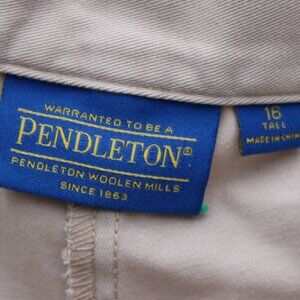 WARRANTED TO BE A
PENDLETON®
PENDLETON WOOLEN MILLS
SINCE 1863
16
TALL
MADE IN CHINA